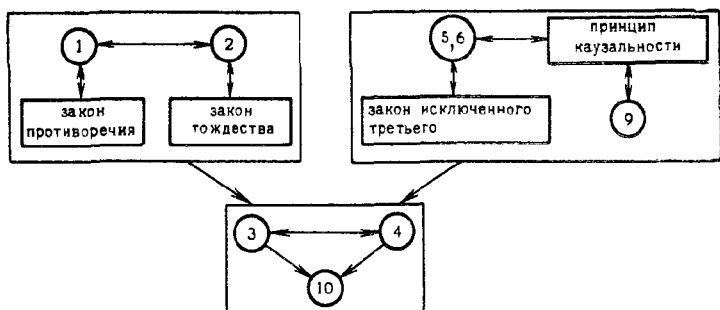 1
2
закон
противоречия
закон
тождества
5,6
принцип
каузальности
закон исключенного
третьего
9
3
4
10